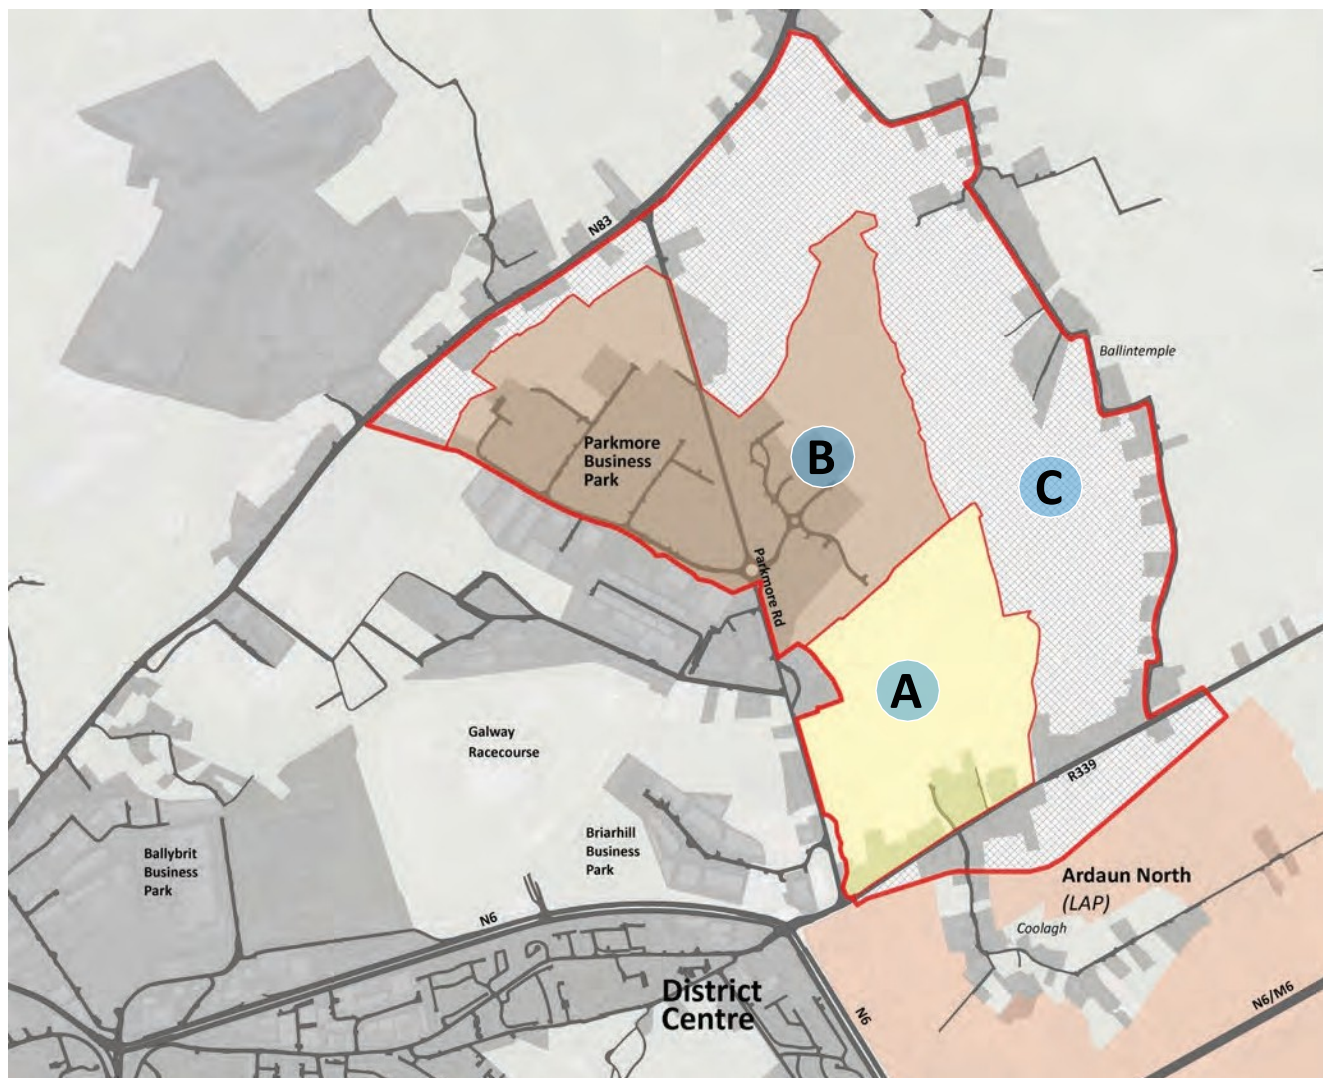 N83
Ballintemple
Parkmore
Business
Park
B
C
Parkmore Rd
A
Galway
Racecourse
R339
Briarhill
Business
Park
Ballybrit
Business
Park
Ardaun North
(LAP)
N6
Coolagh
District
Centre
N6
N6/M6